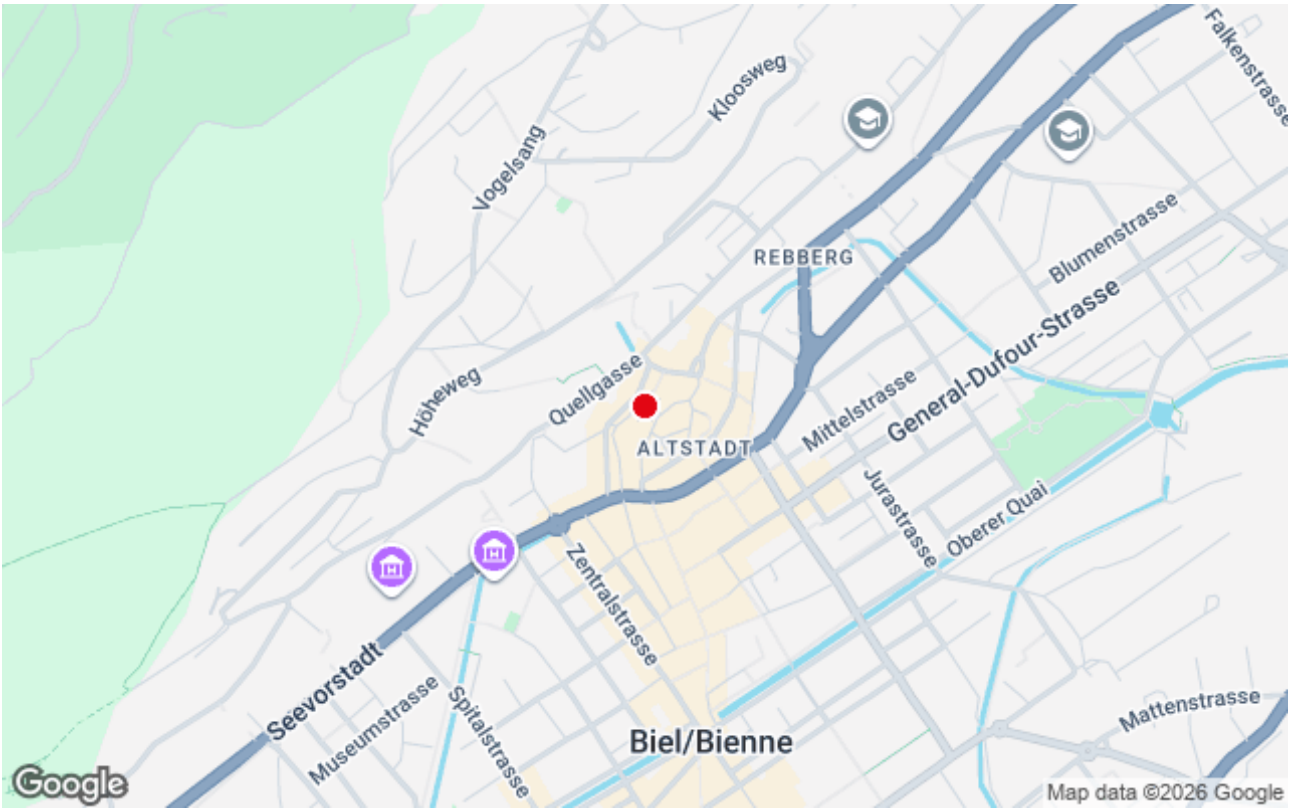 Falkenstrasse
Kloosweg
Vogelsang
Blumenstrasse
REBBERG
General-Dufour-Strasse
Höheweg
Quellgasse
Mittelstrasse
ALTSTADT
Jurastrasse
Oberer Quai
Zentralstrasse
Seevorstadt
Museumstrasse
Spitalstrasse
Mattenstrasse
Biel/Bienne
Google
Map data ©2026 Google